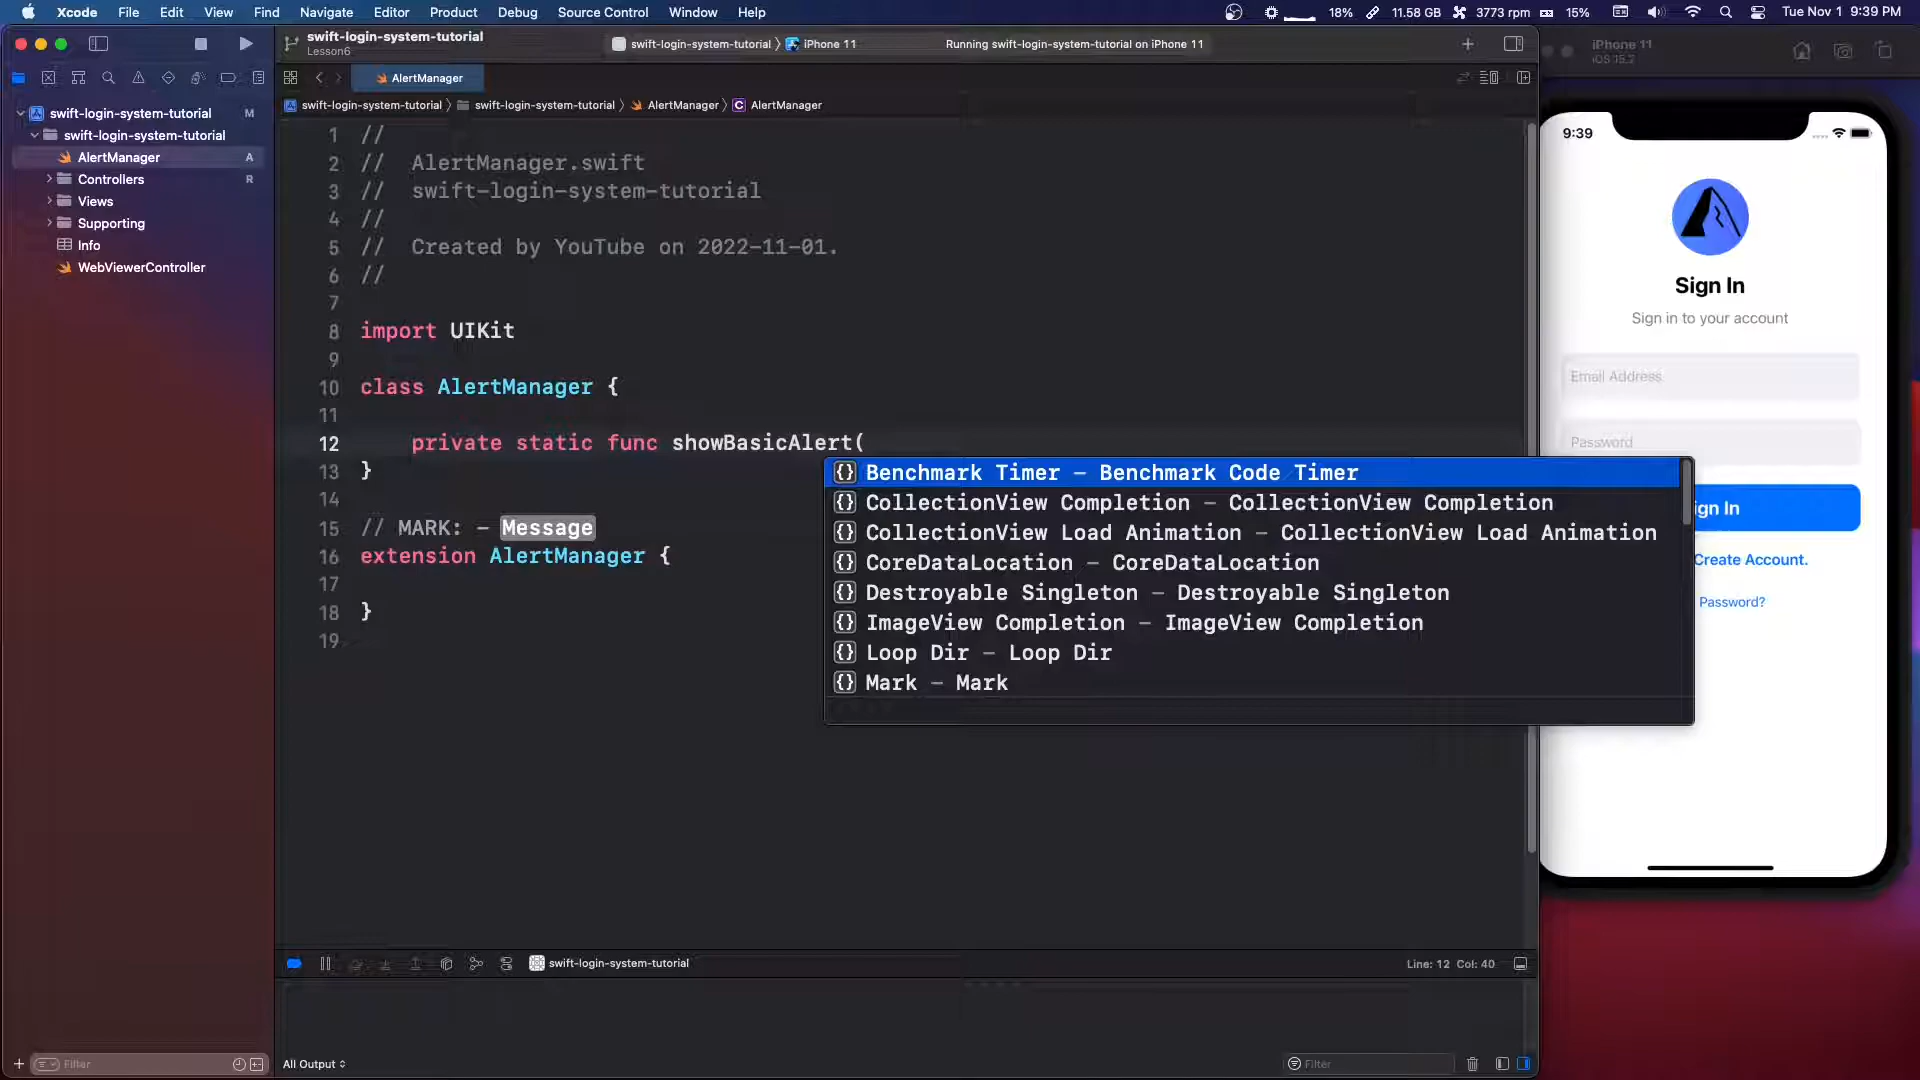 Xcode File Edit View Find Navigate Editor Product Debug Source Control Window Help 18% 11.58 GB 3773 rpm 15% Tue Nov 1 9:39 PM
swift-login-system-tutorial
Lesson6
swift-login-system-tutorial iPhone 11
Running swift-login-system-tutorial on iPhone 11
AlertManager
swift-login-system-tutorial swift-login-system-tutorial AlertManager C AlertManager
swift-login-system-tutorial M
swift-login-system-tutorial
AlertManager A
Controllers R
Views
Supporting
Info
WebViewerController
1 //
2 // AlertManager.swift
3 // swift-login-system-tutorial
4 //
5 // Created by YouTube on 2022-11-01.
6 //
7
8 import UIKit
9
10 class AlertManager {
11
12 private static func showBasicAlert(
13 }
14
15 // MARK: - Message
16 extension AlertManager {
17
18 }
19
{} Benchmark Timer - Benchmark Code Timer
{} CollectionView Completion - CollectionView Completion
{} CollectionView Load Animation - CollectionView Load Animation
{} CoreDataLocation - CoreDataLocation
{} Destroyable Singleton - Destroyable Singleton
{} ImageView Completion - ImageView Completion
{} Loop Dir - Loop Dir
{} Mark - Mark
swift-login-system-tutorial
Line: 12 Col: 40
Filter
All Output
Filter
iPhone 11
iOS 15.2
9:39
Sign In
Sign in to your account
Email Address
Password
gn In
Create Account.
Password?